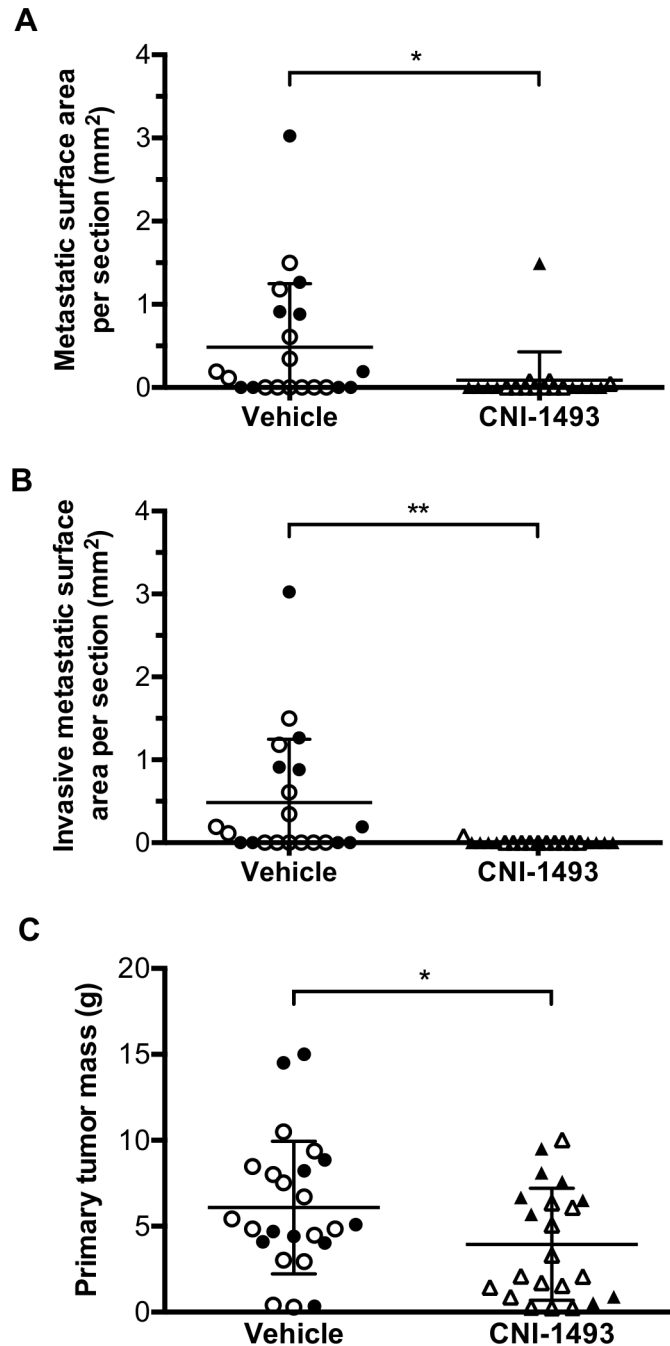 A
Metastatic surface area
per section (mm²)
4
3
2
1
0
*
Vehicle
CNI-1493
B
Invasive metastatic surface
area per section (mm²)
4
3
2
1
0
**
Vehicle
CNI-1493
C
Primary tumor mass (g)
20
15
10
5
0
*
Vehicle
CNI-1493